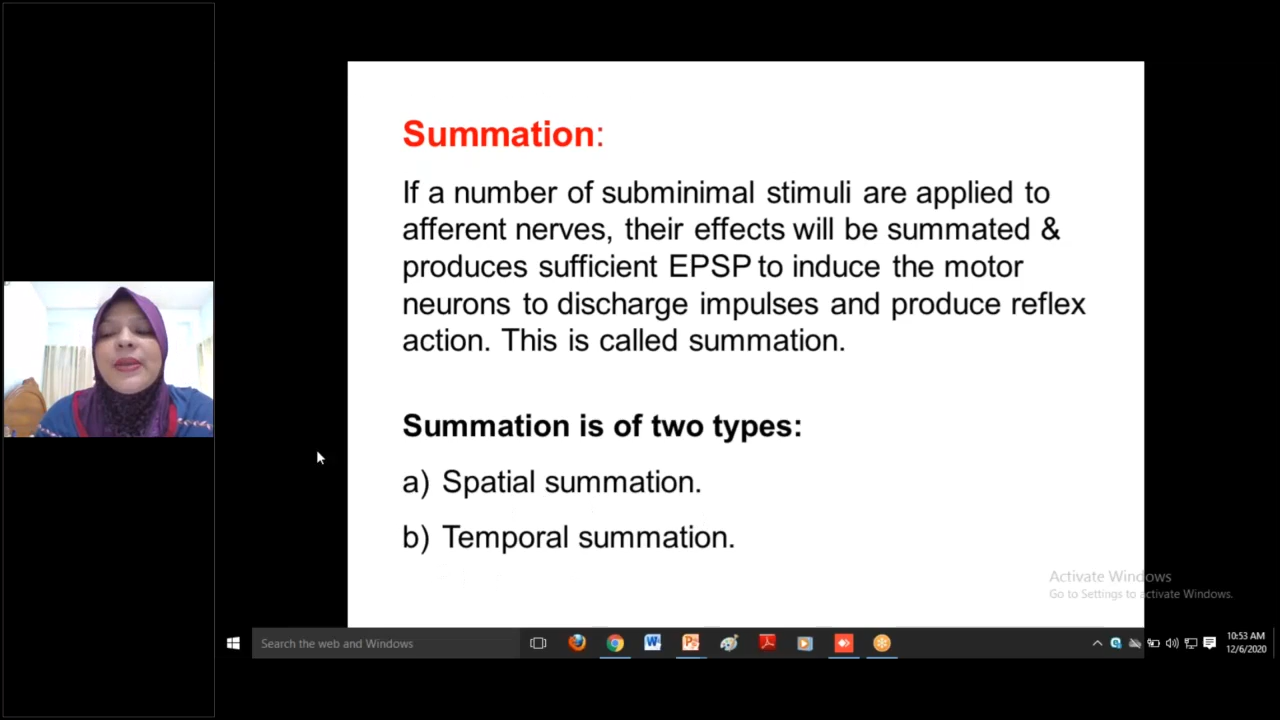 Summation:
If a number of subminimal stimuli are applied to
afferent nerves, their effects will be summated &
produces sufficient EPSP to induce the motor
neurons to discharge impulses and produce reflex
action. This is called summation.
Summation is of two types:
a) Spatial summation.
b) Temporal summation.
Activate Windows
Go to Settings to activate Windows.
Search the web and Windows
10:53 AM
12/6/2020